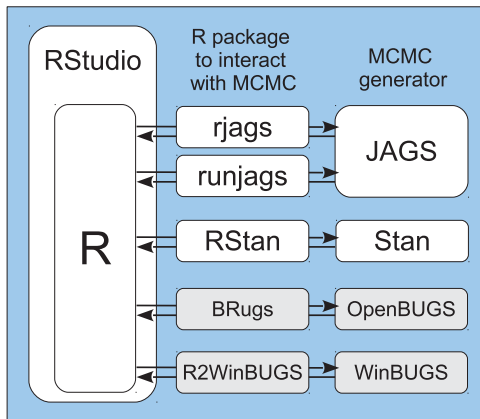 RStudio
R package
to interact
with MCMC
MCMC
generator
rjags
JAGS
runjags
R
RStan
Stan
BRugs
OpenBUGS
R2WinBUGS
WinBUGS